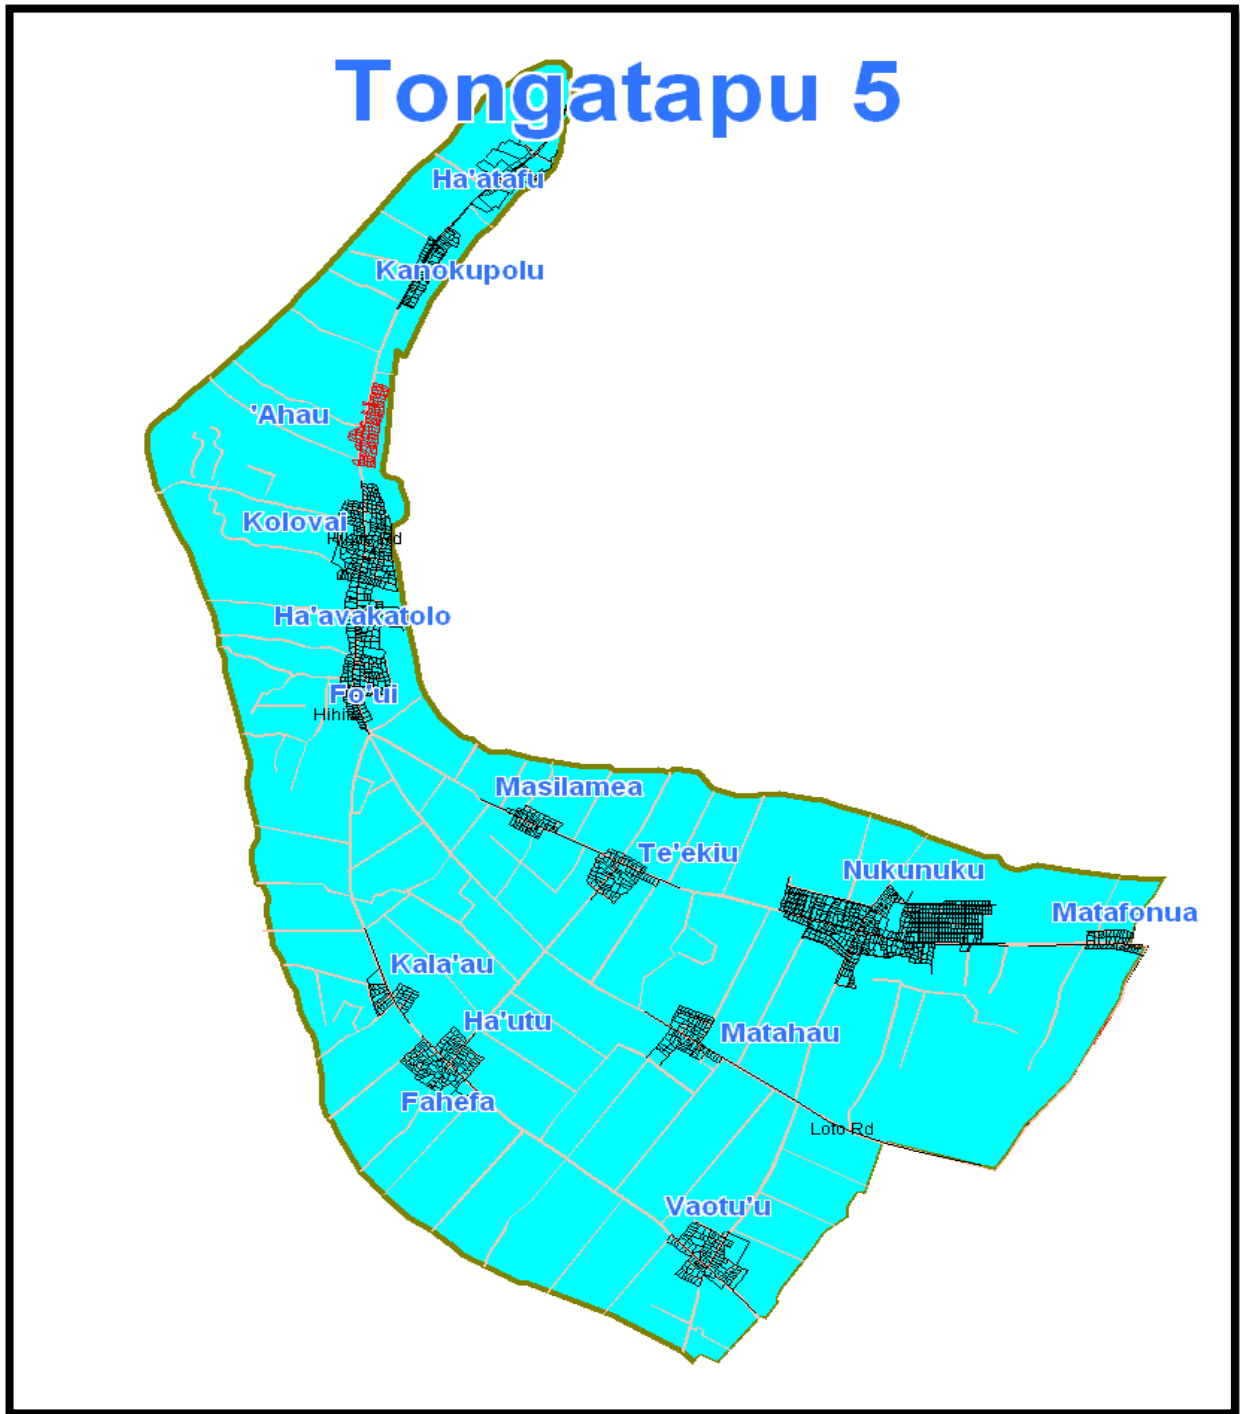 Tongatapu 5
Ha'atafu
Kanokupolu
'Ahau
Kolovai
Ha'avakatolo
Fo'ui
Masilamea
Te'ekiu
Nukunuku
Matafonua
Kala'au
Ha'utu
Matahau
Fahefa
Loto Rd
Vaotu'u